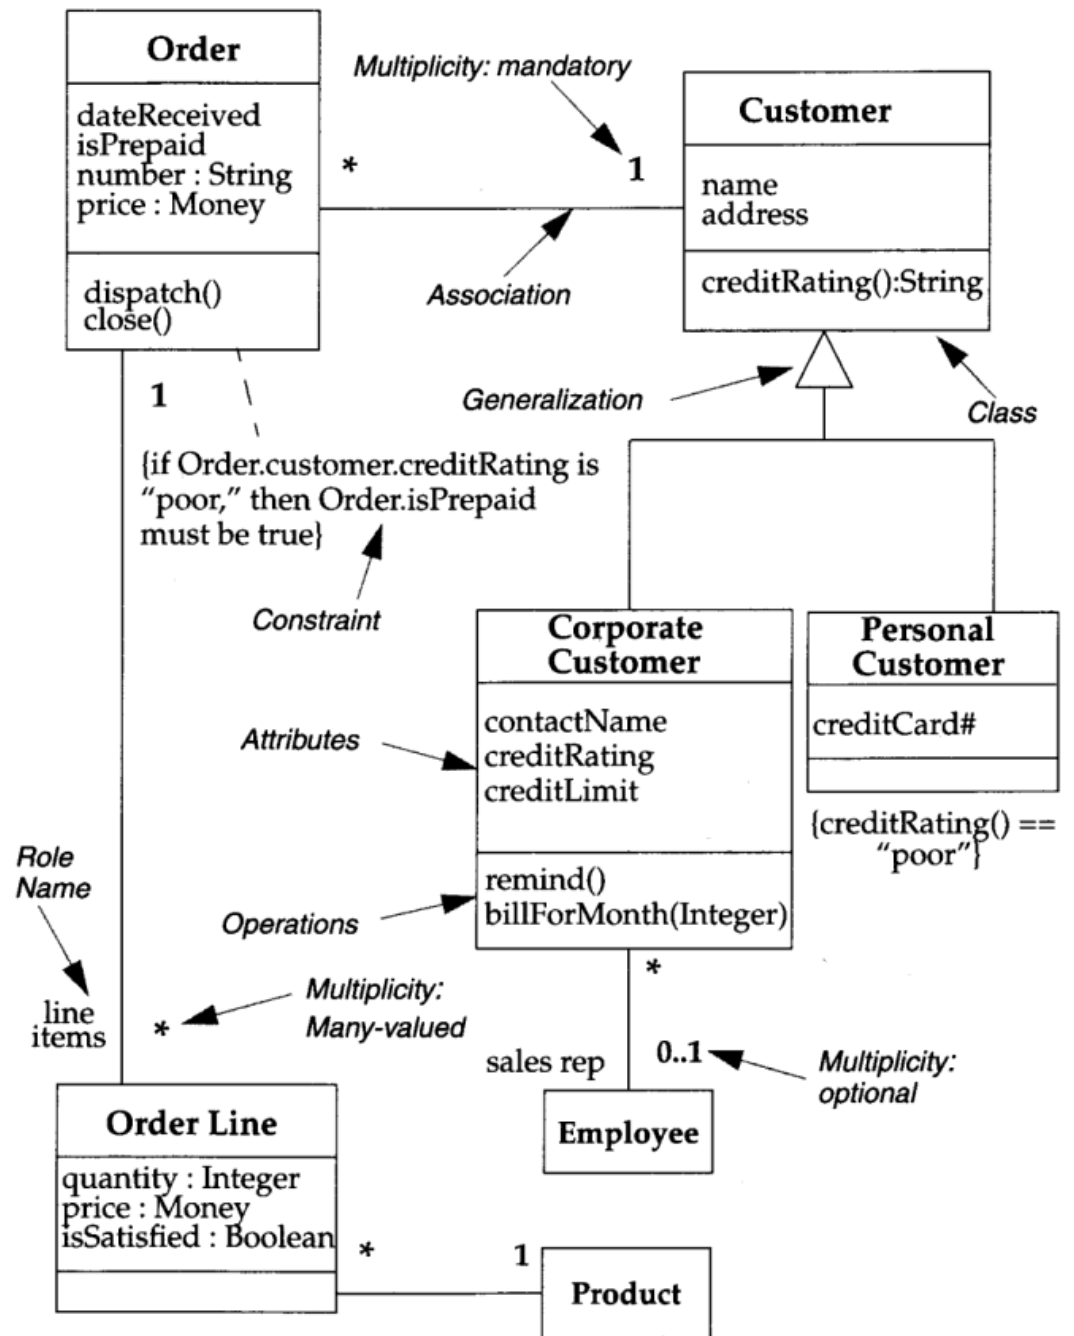 Order
dateReceived
isPrepaid
number : String
price : Money
dispatch()
close()
Multiplicity: mandatory
*
1
Association
Customer
name
address
creditRating():String
Generalization
Class
1
{if Order.customer.creditRating is
“poor,” then Order.isPrepaid
must be true}
Constraint
Corporate
Customer
contactName
creditRating
creditLimit
remind()
billForMonth(Integer)
Personal
Customer
creditCard#
{creditRating() ==
“poor”}
Attributes
Operations
Role
Name
line
items
*
Multiplicity:
Many-valued
*
sales rep
0..1
Multiplicity:
optional
Employee
Order Line
quantity : Integer
price : Money
isSatisfied : Boolean
*
1
Product